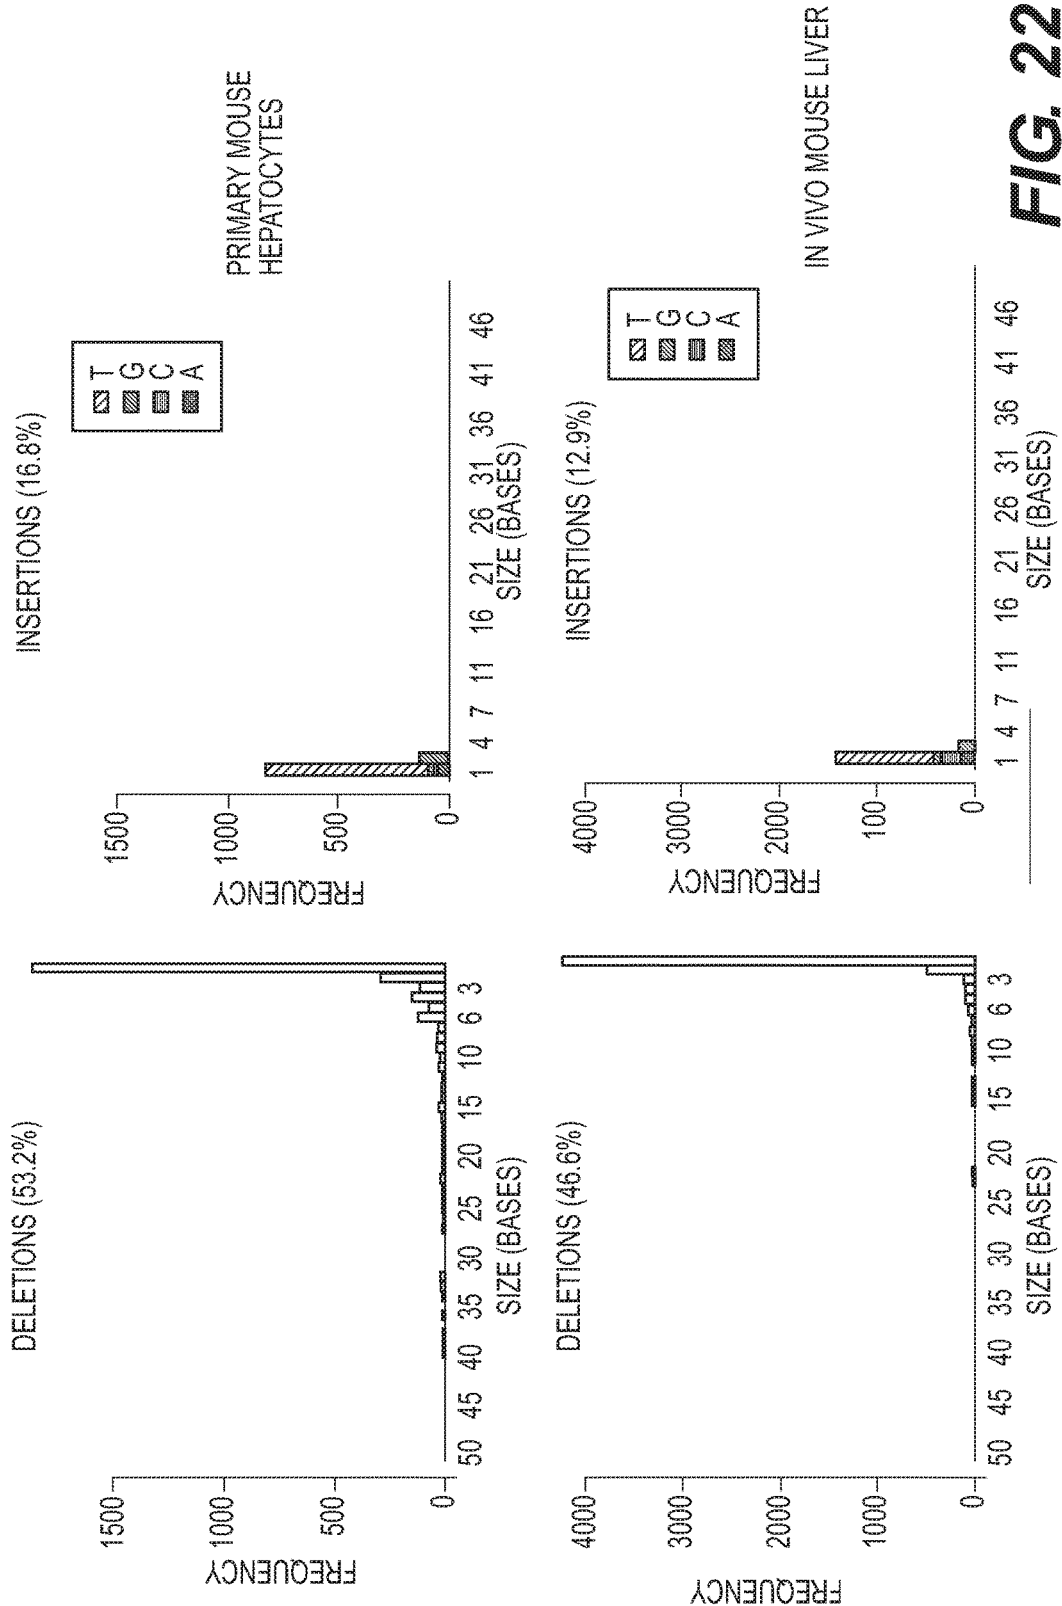 DELETIONS (53.2%)
FREQUENCY
1500
1000
500
0
50 45 40 35 30 25 20 15 10 6 3
SIZE (BASES)
INSERTIONS (16.8%)
FREQUENCY
1500
1000
500
0
1 4 7 11 16 21 26 31 36 41 46
SIZE (BASES)
T
G
C
A
PRIMARY MOUSE
HEPATOCYTES
DELETIONS (46.6%)
FREQUENCY
4000
3000
2000
1000
0
50 45 40 35 30 25 20 15 10 6 3
SIZE (BASES)
INSERTIONS (12.9%)
FREQUENCY
4000
3000
2000
100
0
1 4 7 11 16 21 26 31 36 41 46
SIZE (BASES)
T
G
C
A
IN VIVO MOUSE LIVER
FIG. 22